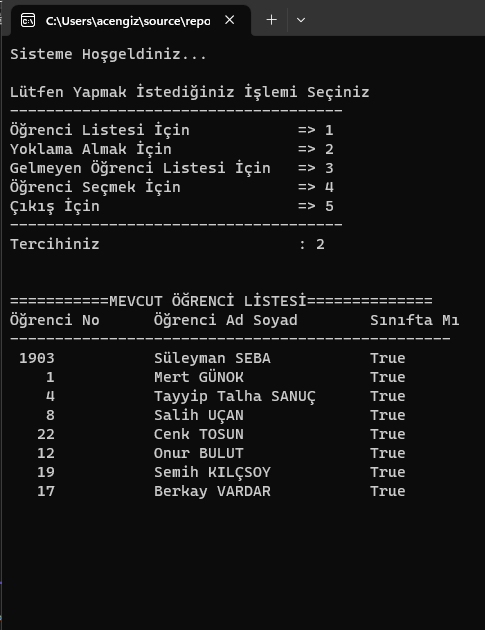 C:\Users\acengiz\source\repo
Sisteme Hoşgeldiniz...
Lütfen Yapmak İstediğiniz İşlemi Seçiniz
-------------------------------------
Öğrenci Listesi İçin => 1
Yoklama Almak İçin => 2
Gelmeyen Öğrenci Listesi İçin => 3
Öğrenci Seçmek İçin => 4
Çıkış İçin => 5
-------------------------------------
Tercihiniz : 2
===========MEVCUT ÖĞRENCİ LİSTESİ==============
Öğrenci No Öğrenci Ad Soyad Sınıfta Mı
-------------------------------------------------
1903 Süleyman SEBA True
1 Mert GÜNOK True
4 Tayyip Talha SANUÇ True
8 Salih UÇAN True
22 Cenk TOSUN True
12 Onur BULUT True
19 Semih KILÇSOY True
17 Berkay VARDAR True